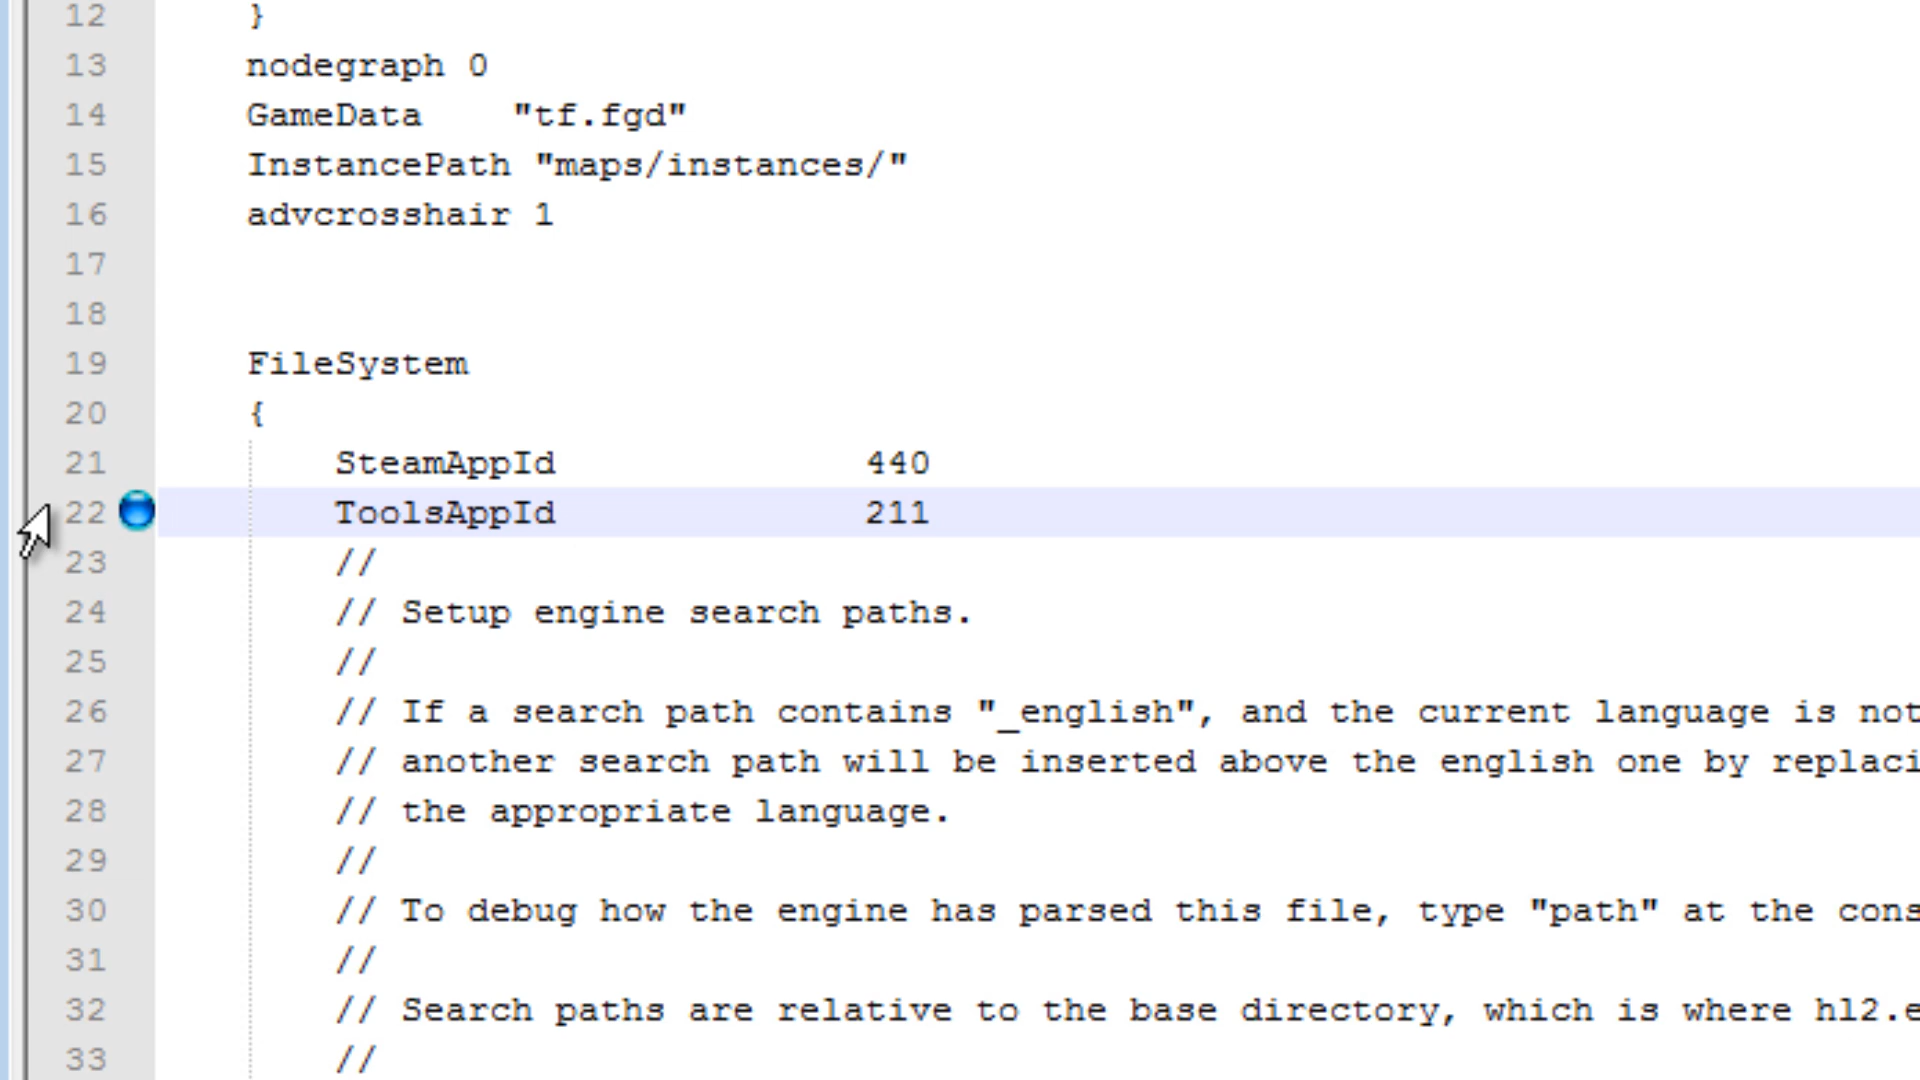 12 }
13 nodegraph 0
14 GameData "tf.fgd"
15 InstancePath "maps/instances/"
16 advcrosshair 1
17
18
19 FileSystem
20 {
21 SteamAppId 440
22 ToolsAppId 211
23 //
24 // Setup engine search paths.
25 //
26 // If a search path contains "_english", and the current language is not
27 // another search path will be inserted above the english one by replaci
28 // the appropriate language.
29 //
30 // To debug how the engine has parsed this file, type "path" at the cons
31 //
32 // Search paths are relative to the base directory, which is where hl2.e
33 //